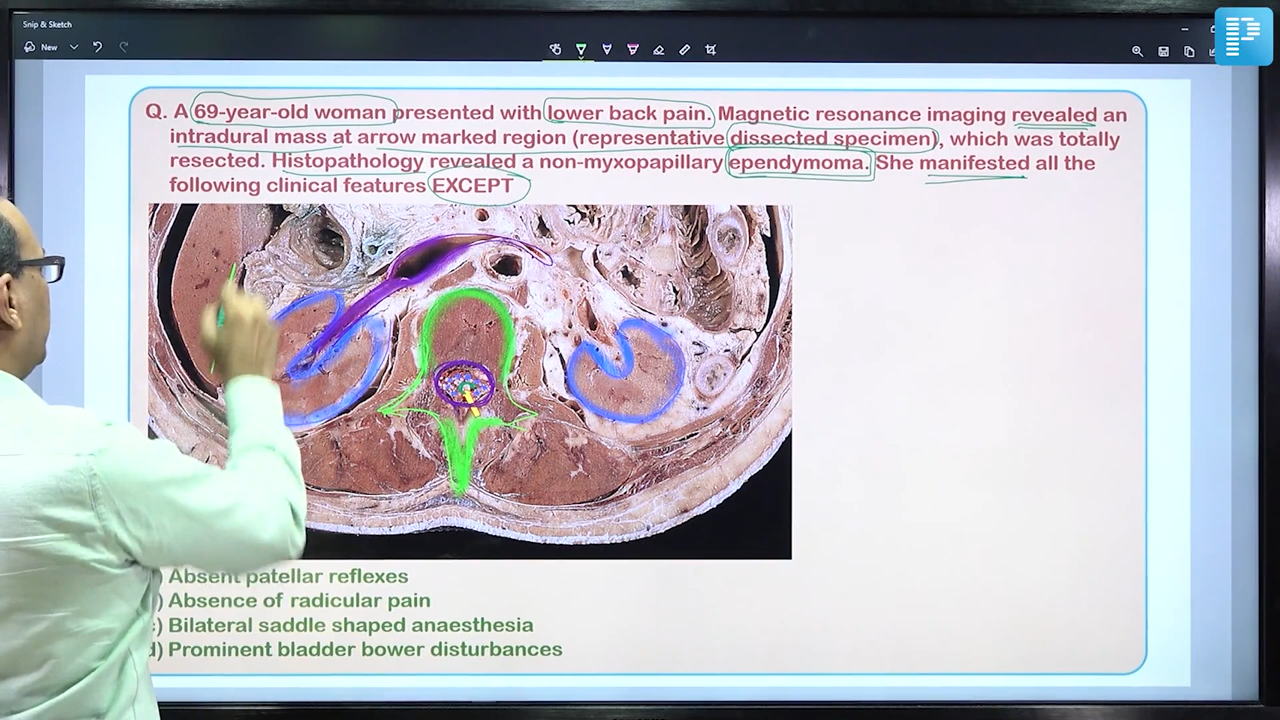 Snip & Sketch
New
Q. A 69-year-old woman presented with lower back pain. Magnetic resonance imaging revealed an
intradural mass at arrow marked region (representative dissected specimen), which was totally
resected. Histopathology revealed a non-myxopapillary ependymoma. She manifested all the
following clinical features EXCEPT
) Absent patellar reflexes
) Absence of radicular pain
c) Bilateral saddle shaped anaesthesia
d) Prominent bladder bower disturbances